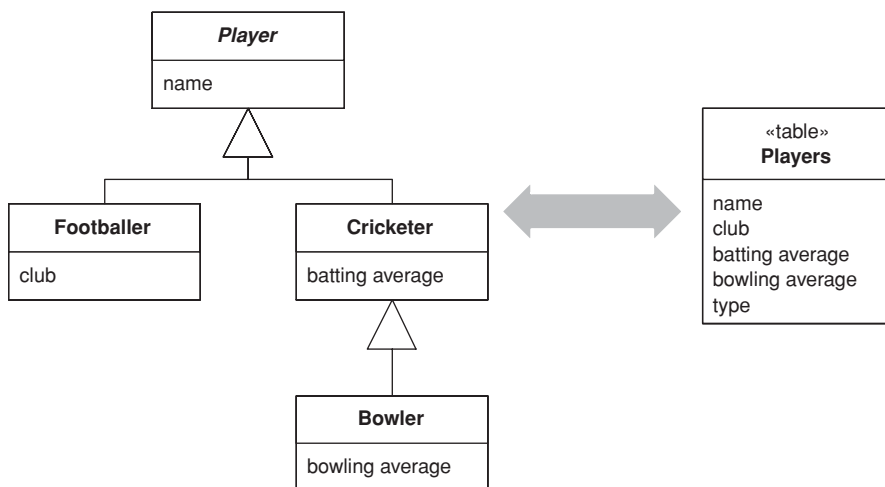 Player
name
Footballer
club
Cricketer
batting average
Bowler
bowling average
«table»
Players
name
club
batting average
bowling average
type